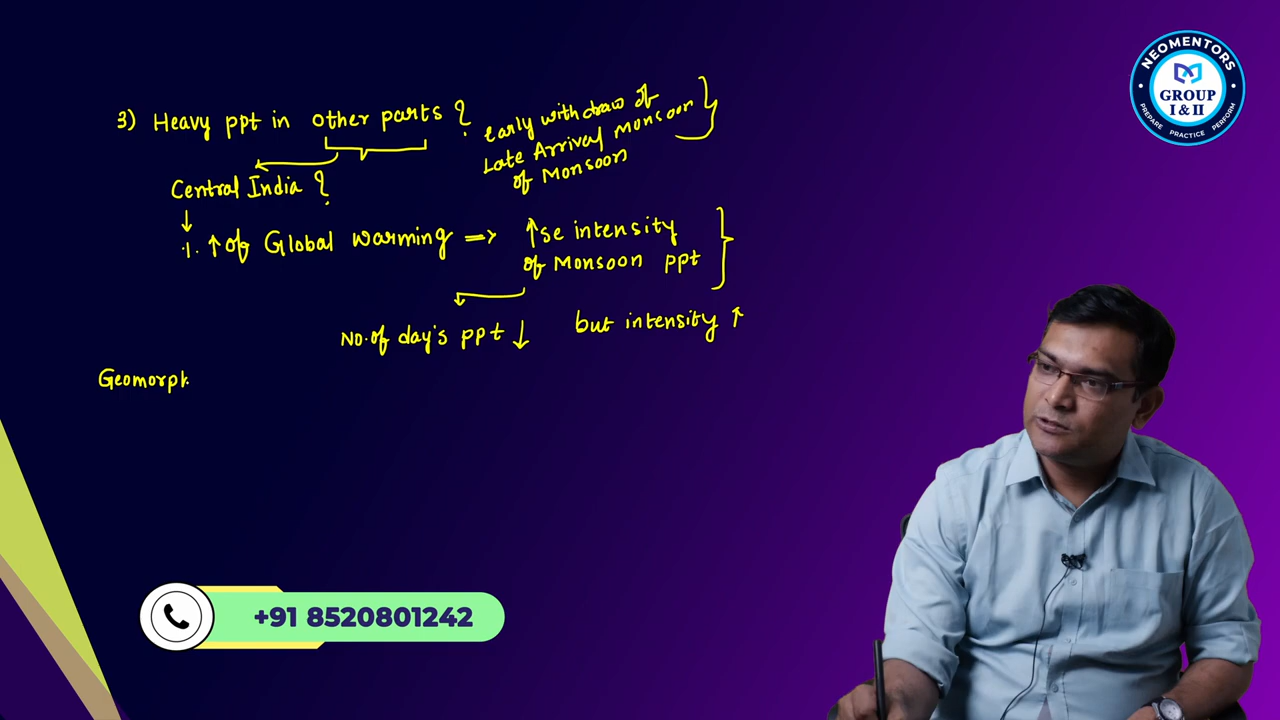 3) Heavy ppt in other parts ?
early withdraw of
Late Arrival monsoon
of Monsoon
Central India ?
↓
% ↑ of Global warming => ↑se intensity
of Monsoon ppt
No. of day's ppt ↓ but intensity ↑
Geomorph
NEOMENTORS
GROUP
I & II
PREPARE PRACTICE PERFORM
+91 8520801242